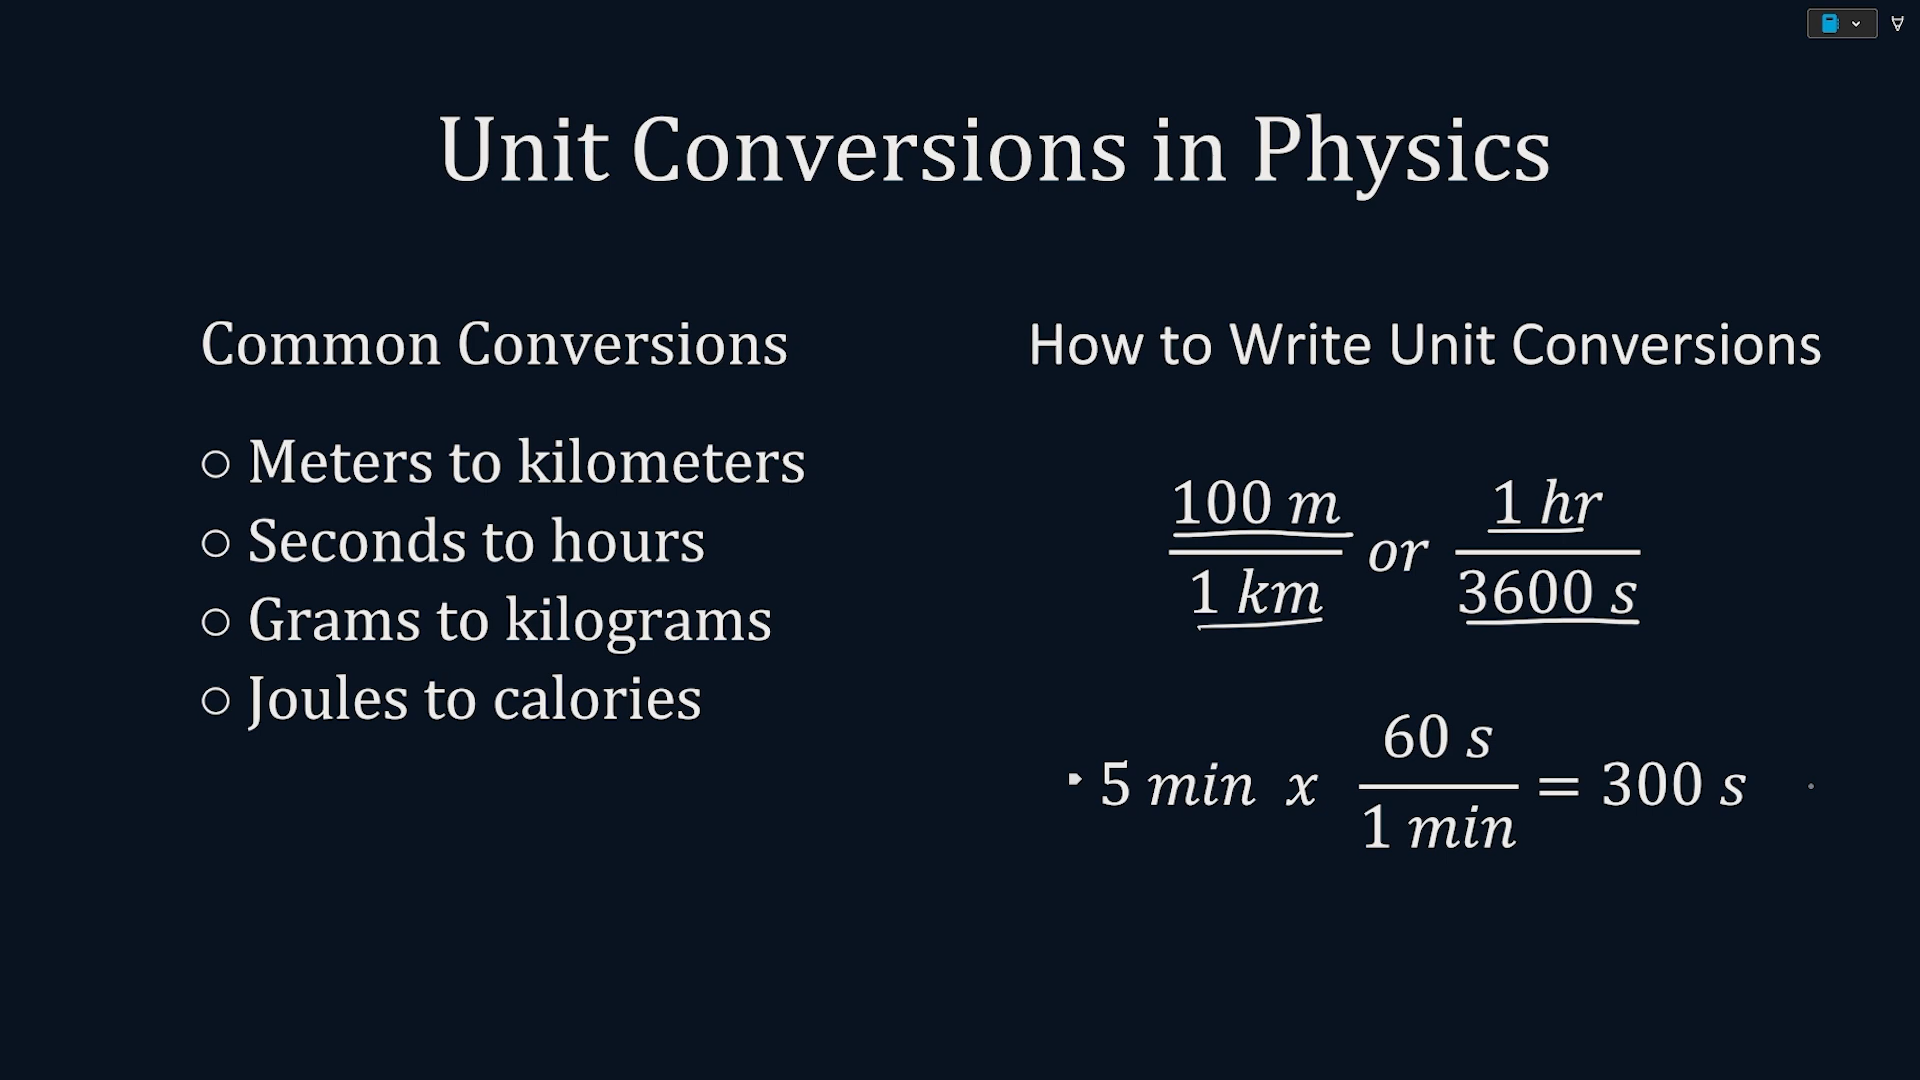 Unit Conversions in Physics
Common Conversions
○ Meters to kilometers
○ Seconds to hours
○ Grams to kilograms
○ Joules to calories
How to Write Unit Conversions
100 m / 1 km or 1 hr / 3600 s
5 min x 60 s / 1 min = 300 s